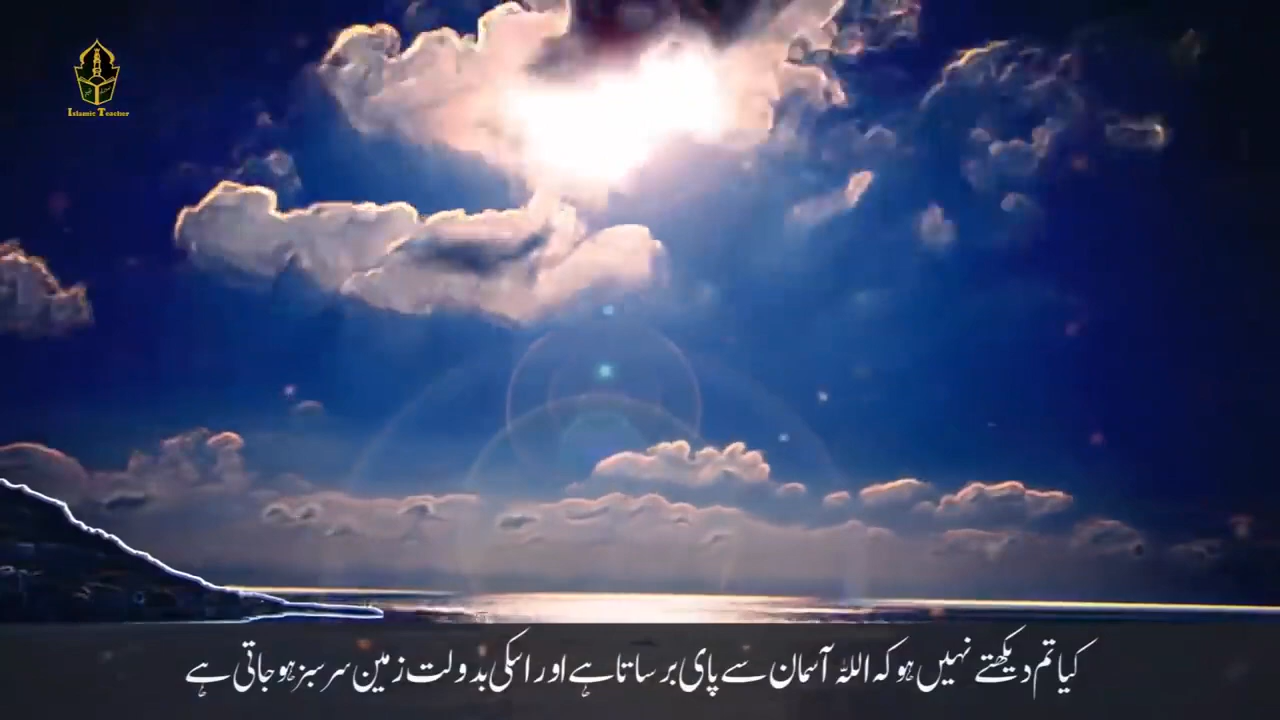 Islamic Teacher
کیا تم دیکھتے نہیں ہو کہ اللہ آسمان سے پای برساتا ہے اور اسکی بدولت زمین سرسبز ہو جاتی ہے